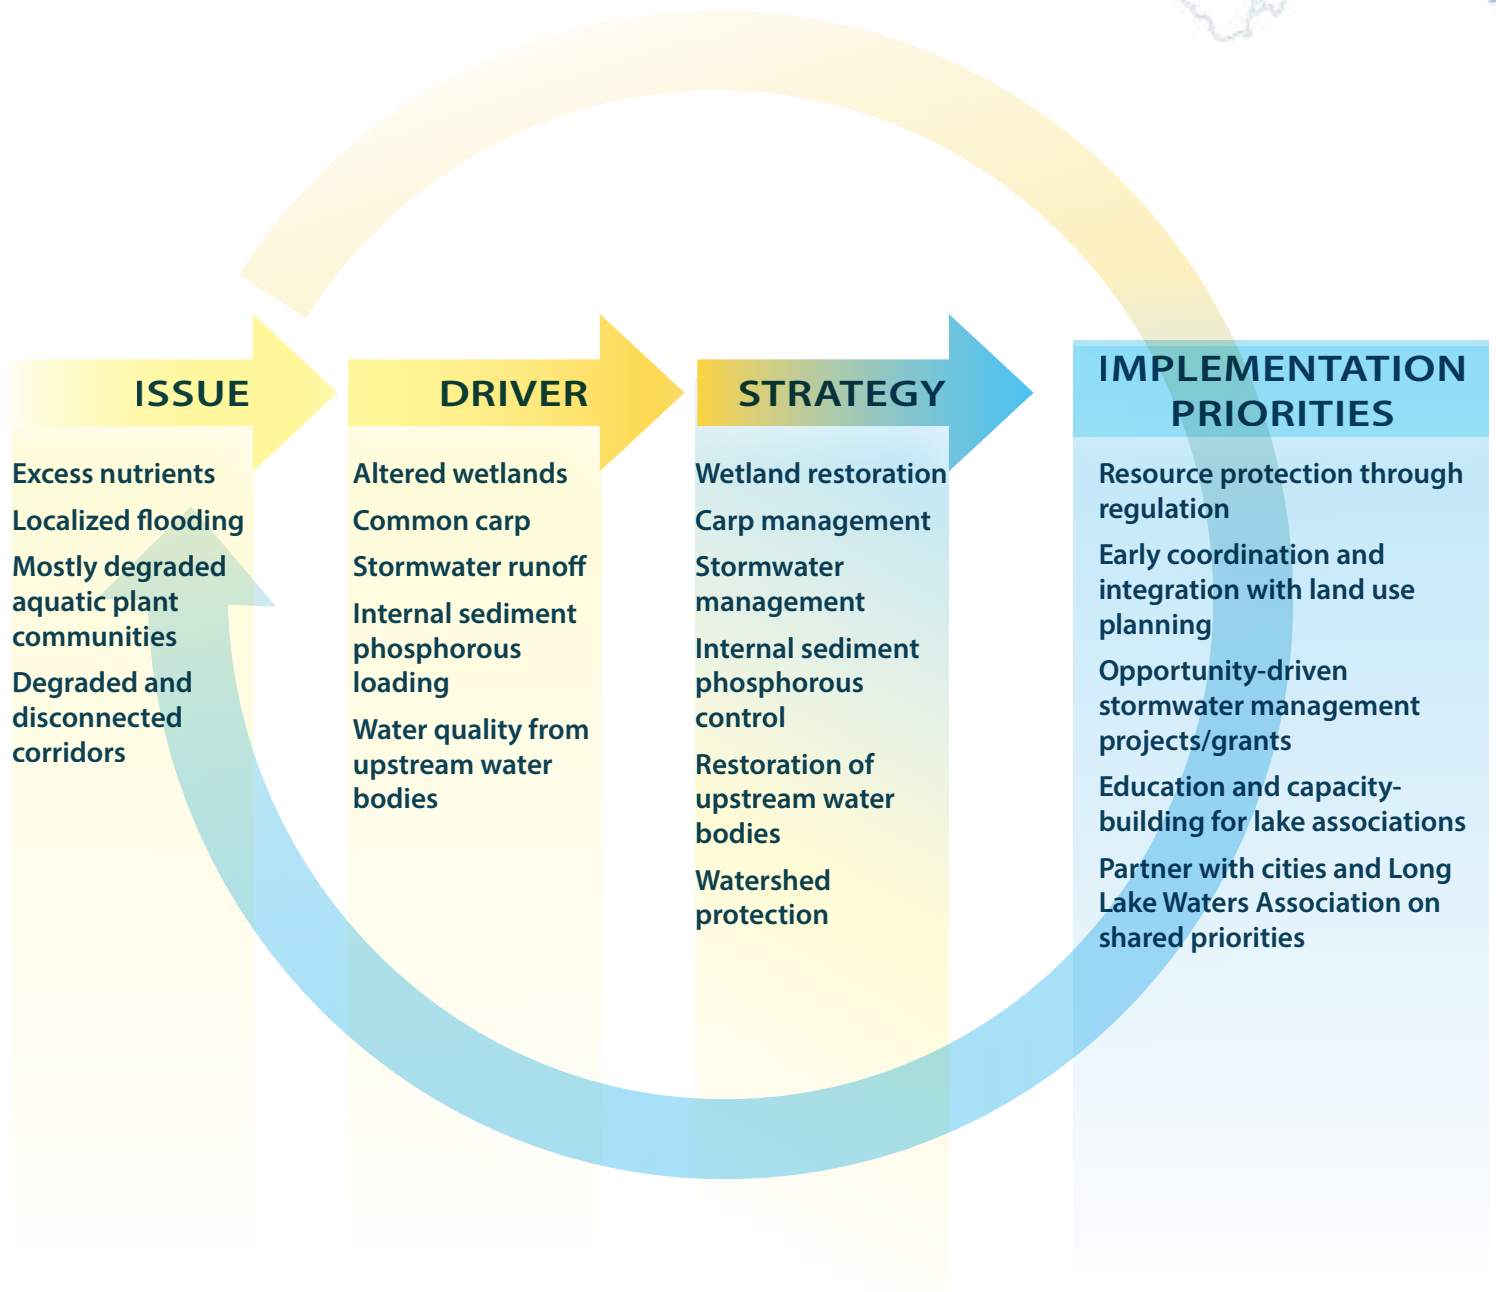 ISSUE
Excess nutrients
Localized flooding
Mostly degraded
aquatic plant
communities
Degraded and
disconnected
corridors
DRIVER
Altered wetlands
Common carp
Stormwater runoff
Internal sediment
phosphorous
loading
Water quality from
upstream water
bodies
STRATEGY
Wetland restoration
Carp management
Stormwater
management
Internal sediment
phosphorous
control
Restoration of
upstream water
bodies
Watershed
protection
IMPLEMENTATION
PRIORITIES
Resource protection through
regulation
Early coordination and
integration with land use
planning
Opportunity-driven
stormwater management
projects/grants
Education and capacity-
building for lake associations
Partner with cities and Long
Lake Waters Association on
shared priorities